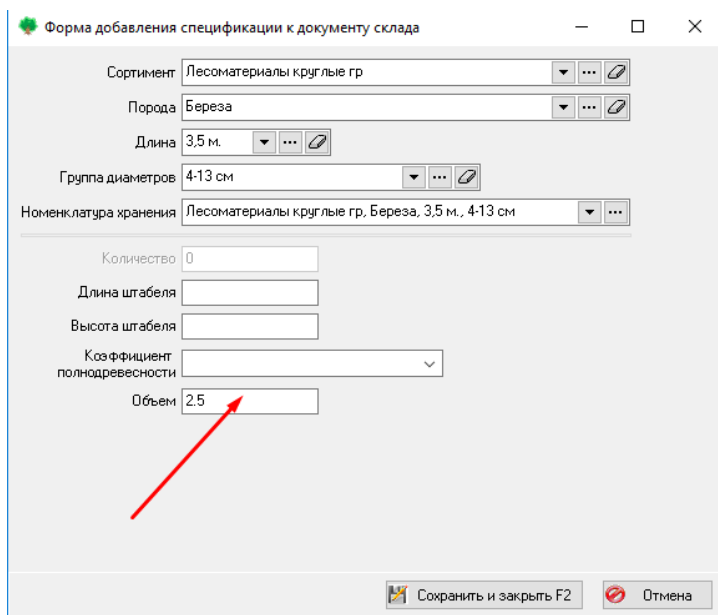 Форма добавления спецификации к документу склада
Сортимент Лесоматериалы круглые гр
Порода Береза
Длина 3,5 м.
Группа диаметров 4-13 см
Номенклатура хранения Лесоматериалы круглые гр, Береза, 3,5 м., 4-13 см
Количество 0
Длина штабеля
Высота штабеля
Коэффициент
полнодревесности
Объем 2.5
Сохранить и закрыть F2 Отмена